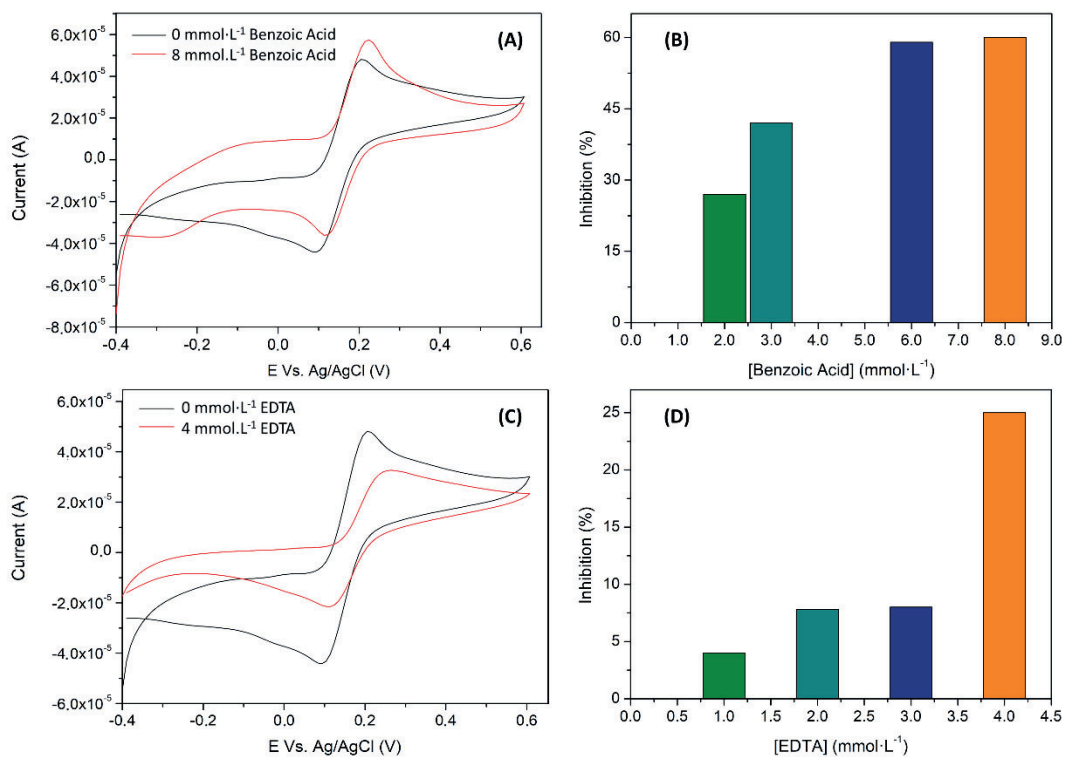 (A)
0 mmol·L⁻¹ Benzoic Acid
8 mmol.L⁻¹ Benzoic Acid
6,0x10⁻⁵
4,0x10⁻⁵
2,0x10⁻⁵
0,0
-2,0x10⁻⁵
-4,0x10⁻⁵
-6,0x10⁻⁵
-8,0x10⁻⁵
Current (A)
-0,4 -0,2 0,0 0,2 0,4 0,6
E Vs. Ag/AgCl (V)
(B)
60
45
30
15
0
Inhibition (%)
0.0 1.0 2.0 3.0 4.0 5.0 6.0 7.0 8.0 9.0
[Benzoic Acid] (mmol·L⁻¹)
(C)
0 mmol·L⁻¹ EDTA
4 mmol.L⁻¹ EDTA
6,0x10⁻⁵
4,0x10⁻⁵
2,0x10⁻⁵
0,0
-2,0x10⁻⁵
-4,0x10⁻⁵
-6,0x10⁻⁵
Current (A)
-0.4 -0.2 0.0 0.2 0.4 0.6
E Vs. Ag/AgCl (V)
(D)
25
20
15
10
5
0
Inhibition (%)
0.0 0.5 1.0 1.5 2.0 2.5 3.0 3.5 4.0 4.5
[EDTA] (mmol·L⁻¹)